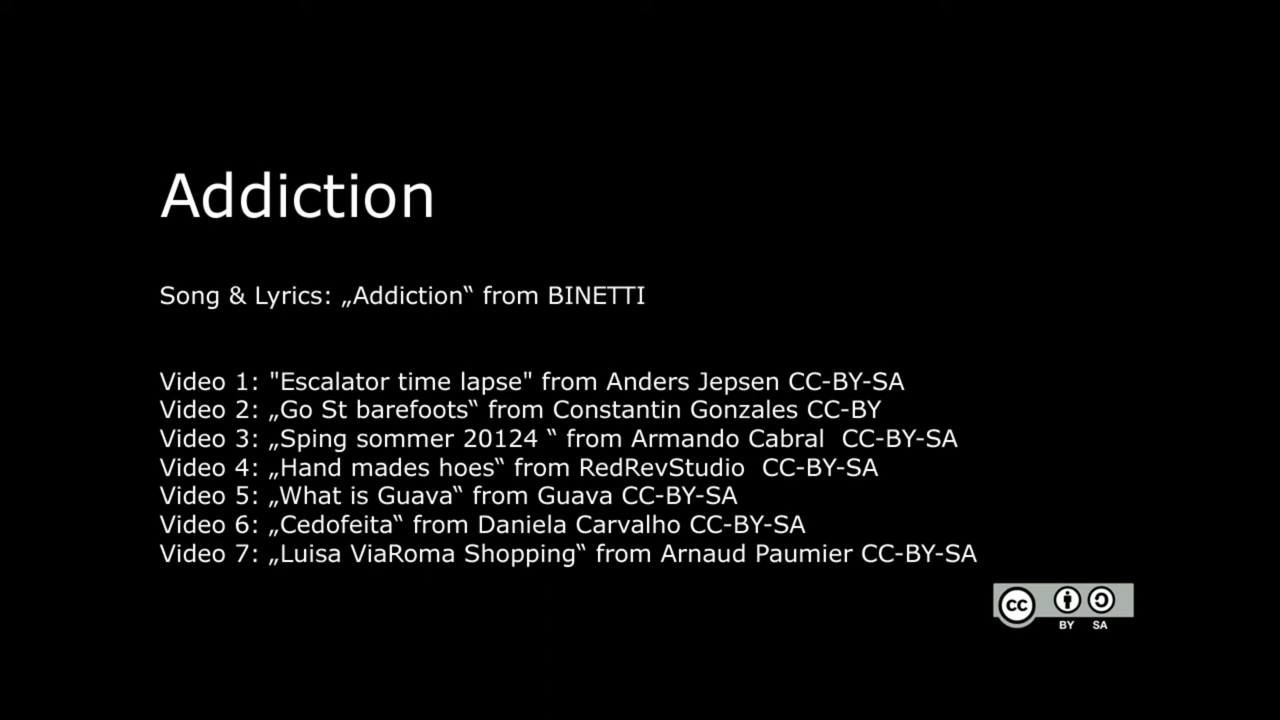 Addiction
Song & Lyrics: „Addiction‟ from BINETTI
Video 1: "Escalator time lapse" from Anders Jepsen CC-BY-SA
Video 2: „Go St barefoots‟ from Constantin Gonzales CC-BY
Video 3: „Sping sommer 20124 ‟ from Armando Cabral  CC-BY-SA
Video 4: „Hand mades hoes‟ from RedRevStudio  CC-BY-SA
Video 5: „What is Guava‟ from Guava CC-BY-SA
Video 6: „Cedofeita‟ from Daniela Carvalho CC-BY-SA
Video 7: „Luisa ViaRoma Shopping‟ from Arnaud Paumier CC-BY-SA
cc
BY SA